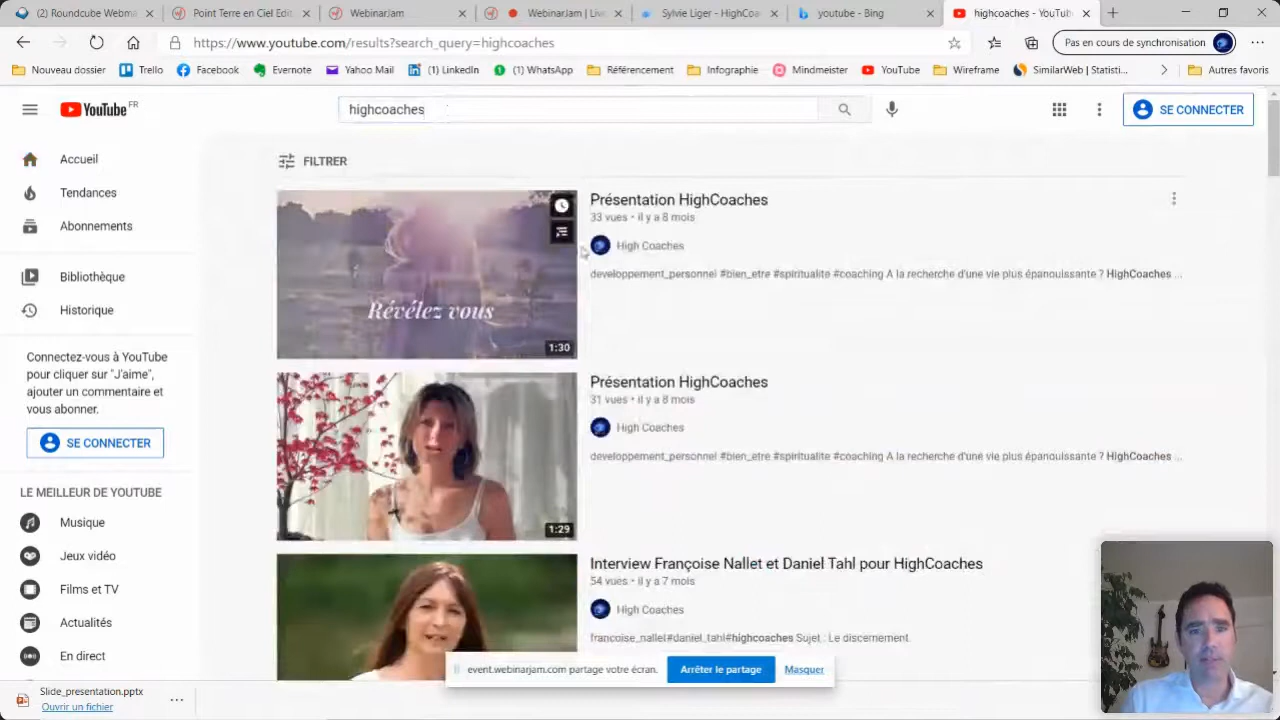 Roundcube Webma
Point Terre en Ciel Edit
WebinarJam
WebinarJam | Live
Sylvie Liger - HighCoa
youtube - Bing
highcoaches - YouTu
https://www.youtube.com/results?search_query=highcoaches
Pas en cours de synchronisation
Nouveau dossier
Trello
Facebook
Evernote
Yahoo Mail
(1) LinkedIn
(1) WhatsApp
Référencement
Infographie
Mindmeister
YouTube
Wireframe
SimilarWeb | Statisti...
Autres favoris
YouTube FR
highcoaches
SE CONNECTER
Accueil
Tendances
Abonnements
Bibliothèque
Historique
Connectez-vous à YouTube
pour cliquer sur "J'aime",
ajouter un commentaire et
vous abonner.
SE CONNECTER
LE MEILLEUR DE YOUTUBE
Musique
Jeux vidéo
Films et TV
Actualités
En direct
FILTRER
Révélez vous
1:30
Présentation HighCoaches
33 vues • il y a 8 mois
High Coaches
developpement_personnel #bien_etre #spiritualite #coaching A la recherche d'une vie plus épanouissante ? HighCoaches ...
1:29
Présentation HighCoaches
31 vues • il y a 8 mois
High Coaches
developpement_personnel #bien_etre #spiritualite #coaching A la recherche d'une vie plus épanouissante ? HighCoaches ...
Interview Françoise Nallet et Daniel Tahl pour HighCoaches
54 vues • il y a 7 mois
High Coaches
francoise_nallet#daniel_tahl#highcoaches Sujet : Le discernement.
event.webinarjam.com partage votre écran.
Arrêter le partage
Masquer
Slide_presentation.pptx
Ouvrir un fichier